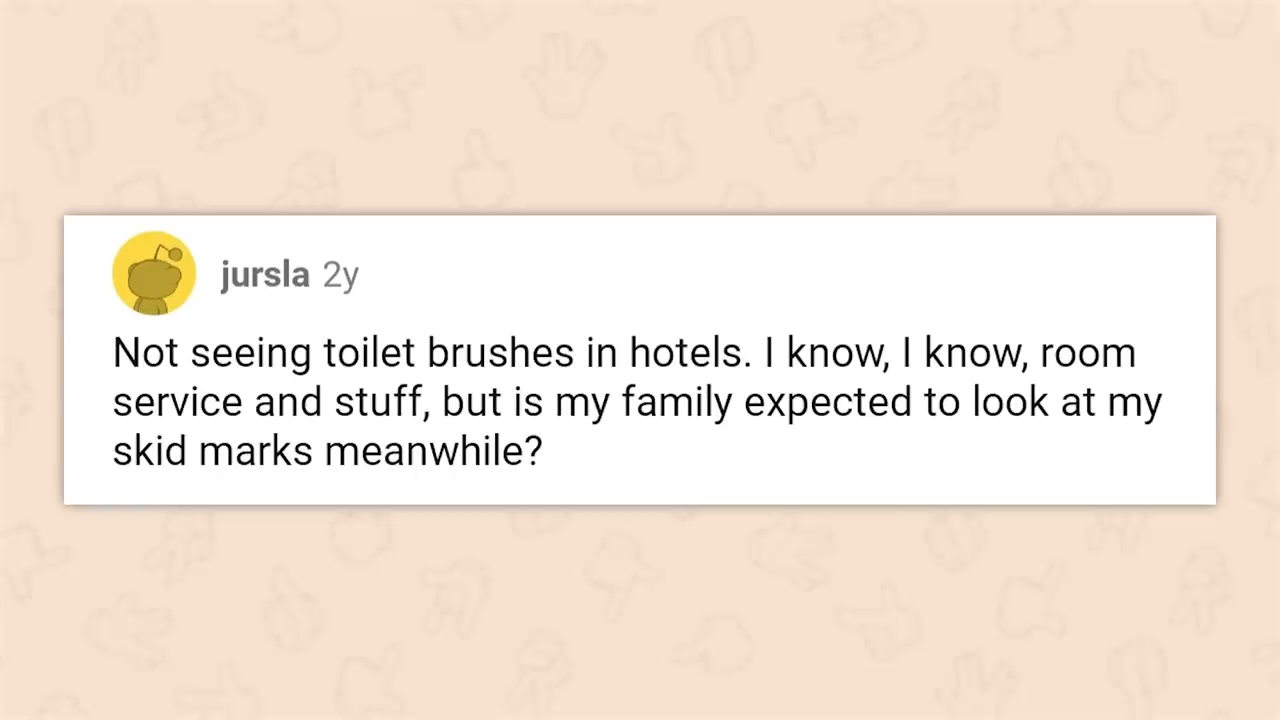 jursla 2y
Not seeing toilet brushes in hotels. I know, I know, room
service and stuff, but is my family expected to look at my
skid marks meanwhile?